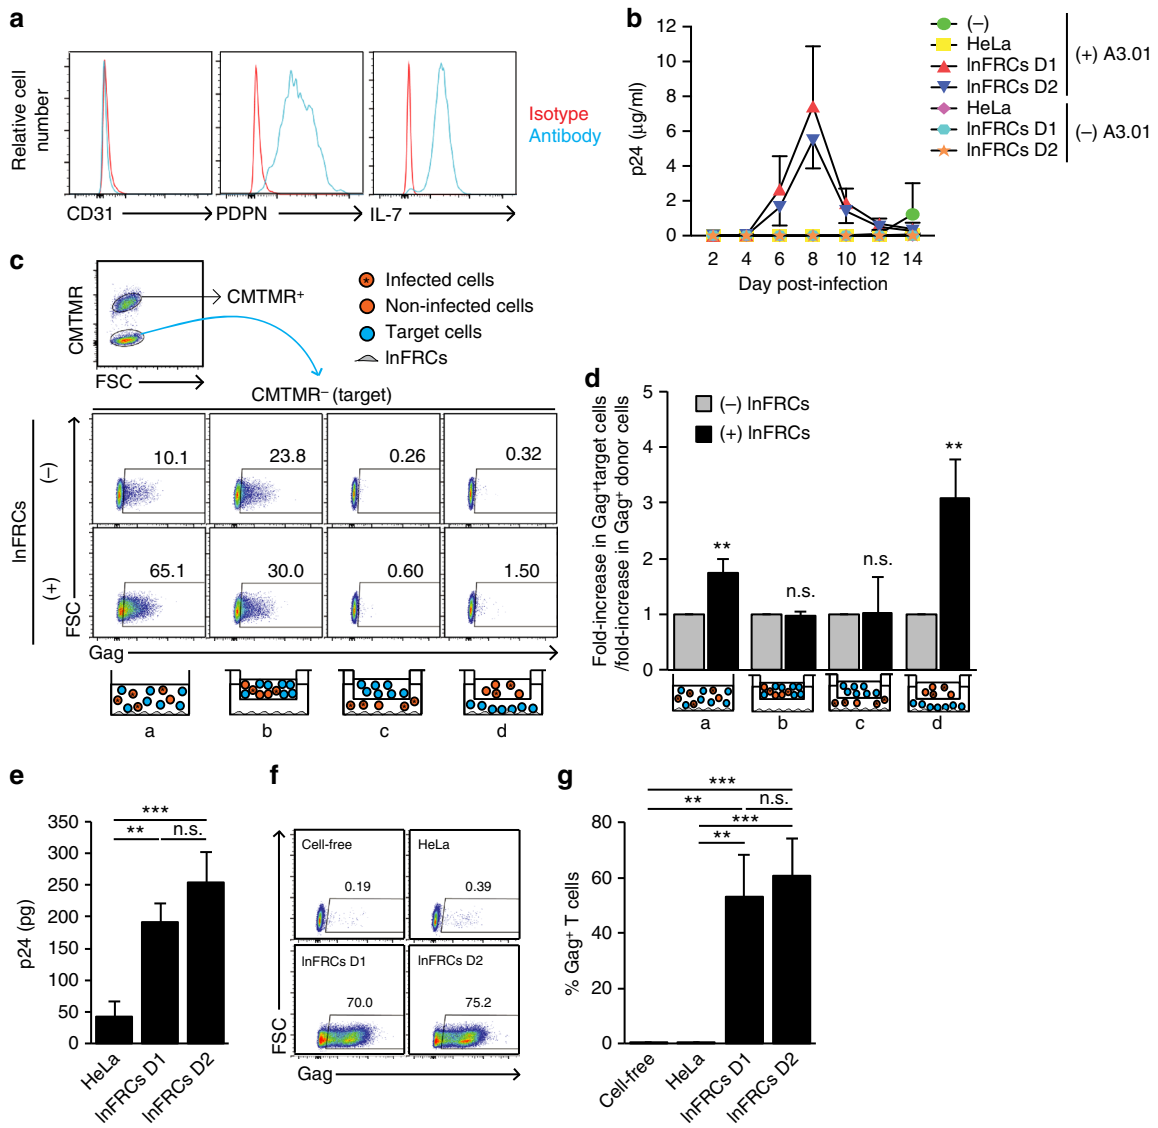 a
Relative cell
number
CD31
PDPN
IL-7
Isotype
Antibody
b
p24 (µg/ml)
12
10
8
6
4
2
0
2 4 6 8 10 12 14
Day post-infection
(–)
HeLa
lnFRCs D1
lnFRCs D2
(+) A3.01
HeLa
lnFRCs D1
lnFRCs D2
(–) A3.01
c
CMTMR
FSC
CMTMR+
Infected cells
Non-infected cells
Target cells
lnFRCs
CMTMR– (target)
lnFRCs
(–)
(+)
FSC
10.1 23.8 0.26 0.32
65.1 30.0 0.60 1.50
Gag
a b c d
d
Fold-increase in Gag+target cells
/fold-increase in Gag+ donor cells
5
4
3
2
1
0
(–) lnFRCs
(+) lnFRCs
**
n.s.
n.s.
**
a b c d
e
p24 (pg)
350
300
250
200
150
100
50
0
***
** n.s.
HeLa
lnFRCs D1
lnFRCs D2
f
FSC
Cell-free
0.19
HeLa
0.39
lnFRCs D1
70.0
lnFRCs D2
75.2
Gag
g
% Gag+ T cells
80
60
40
20
0
***
** n.s.
***
**
Cell-free
HeLa
lnFRCs D1
lnFRCs D2